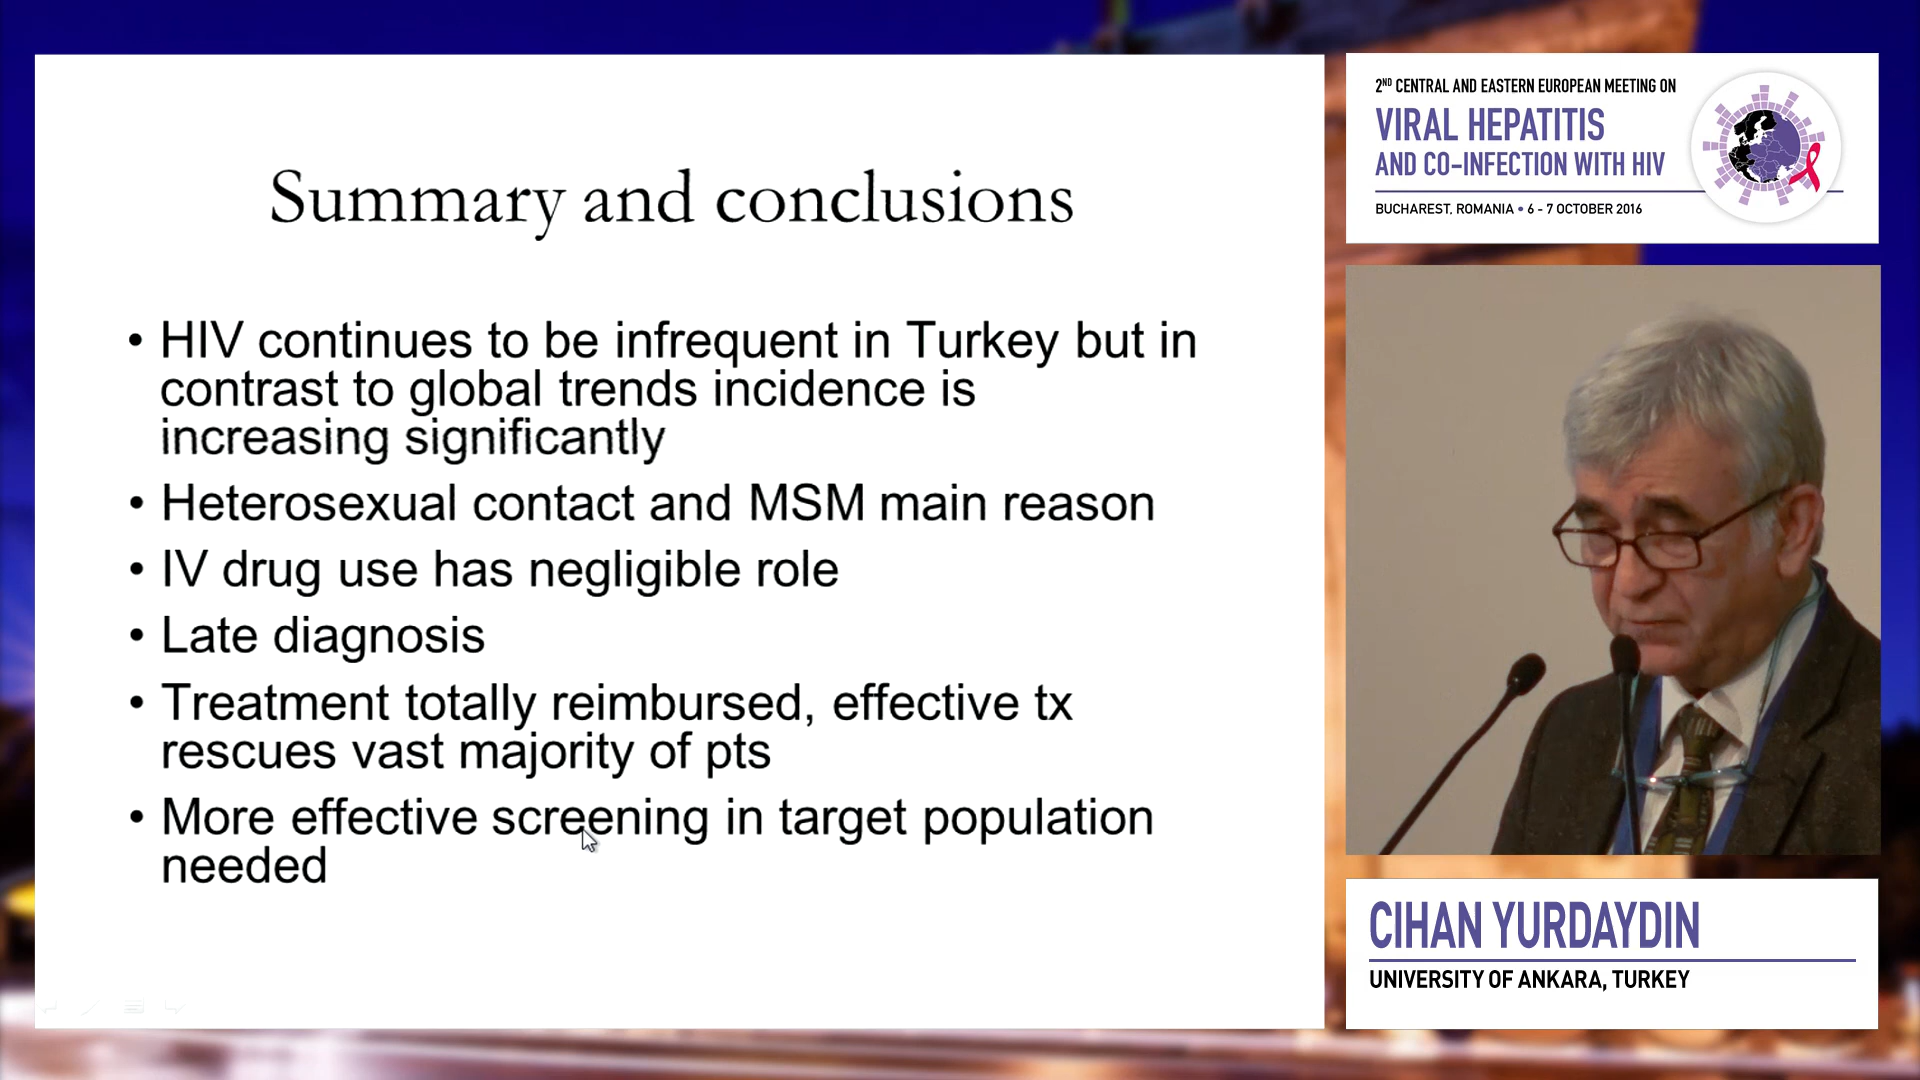 Summary and conclusions
• HIV continues to be infrequent in Turkey but in
contrast to global trends incidence is
increasing significantly
• Heterosexual contact and MSM main reason
• IV drug use has negligible role
• Late diagnosis
• Treatment totally reimbursed, effective tx
rescues vast majority of pts
• More effective screening in target population
needed
2ND CENTRAL AND EASTERN EUROPEAN MEETING ON
VIRAL HEPATITIS
AND CO-INFECTION WITH HIV
BUCHAREST, ROMANIA • 6 - 7 OCTOBER 2016
CIHAN YURDAYDIN
UNIVERSITY OF ANKARA, TURKEY